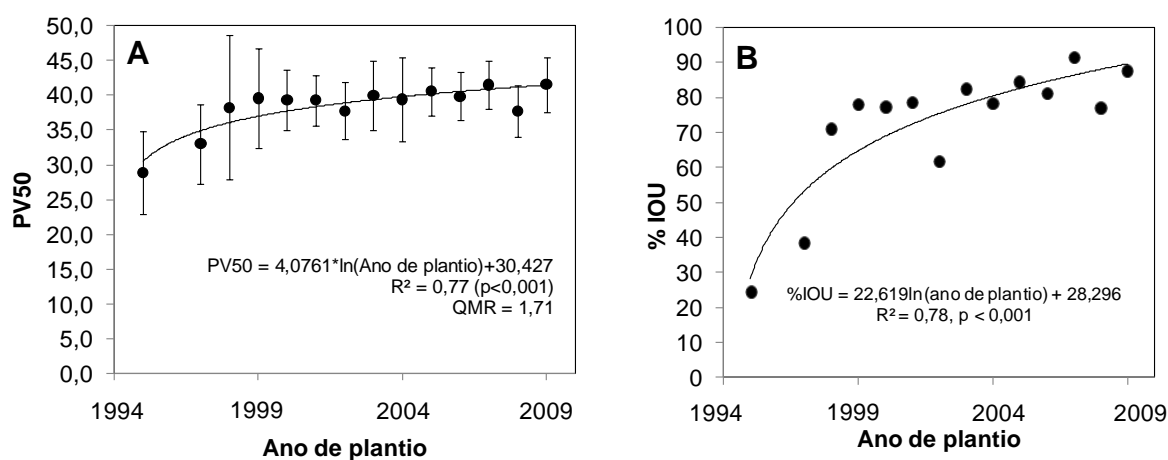 A
50,0
45,0
40,0
35,0
30,0
25,0
20,0
15,0
10,0
5,0
0,0
PV50
PV50 = 4,0761*ln(Ano de plantio)+30,427
R² = 0,77 (p<0,001)
QMR = 1,71
1994 1999 2004 2009
Ano de plantio
B
100
90
80
70
60
50
40
30
20
10
0
% IOU
%IOU = 22,619ln(ano de plantio) + 28,296
R² = 0,78, p < 0,001
1994 1999 2004 2009
Ano de plantio